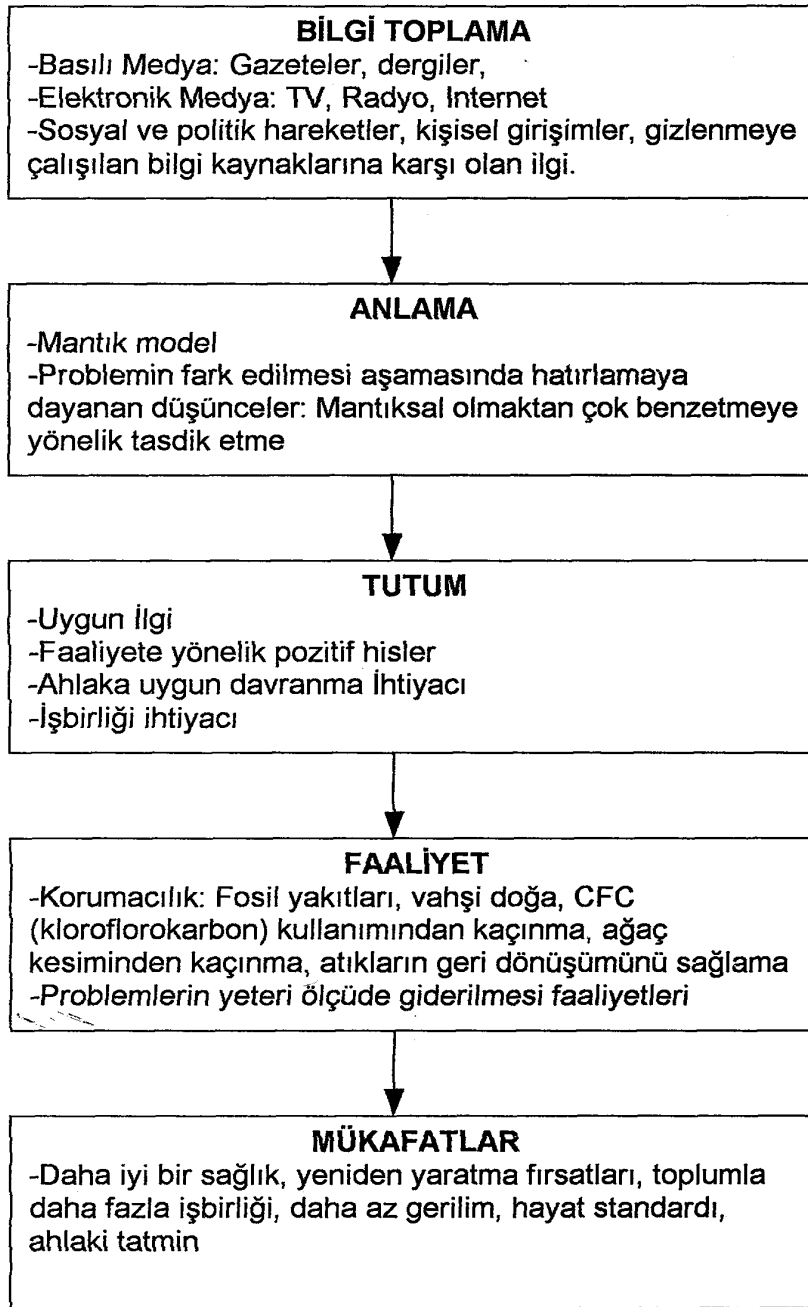 BİLGİ TOPLAMA
-Basılı Medya: Gazeteler, dergiler,
-Elektronik Medya: TV, Radyo, Internet
-Sosyal ve politik hareketler, kişisel girişimler, gizlenmeye
çalışılan bilgi kaynaklarına karşı olan ilgi.
ANLAMA
-Mantık model
-Problemin fark edilmesi aşamasında hatırlamaya
dayanan düşünceler: Mantıksal olmaktan çok benzetmeye
yönelik tasdik etme
TUTUM
-Uygun İlgi
-Faaliyete yönelik pozitif hisler
-Ahlaka uygun davranma İhtiyacı
-İşbirliği ihtiyacı
FAALİYET
-Korumacılık: Fosil yakıtları, vahşi doğa, CFC
(kloroflorokarbon) kullanımından kaçınma, ağaç
kesiminden kaçınma, atıkların geri dönüşümünü sağlama
-Problemlerin yeteri ölçüde giderilmesi faaliyetleri
MÜKAFATLAR
-Daha iyi bir sağlık, yeniden yaratma fırsatları, toplumla
daha fazla işbirliği, daha az gerilim, hayat standardı,
ahlaki tatmin